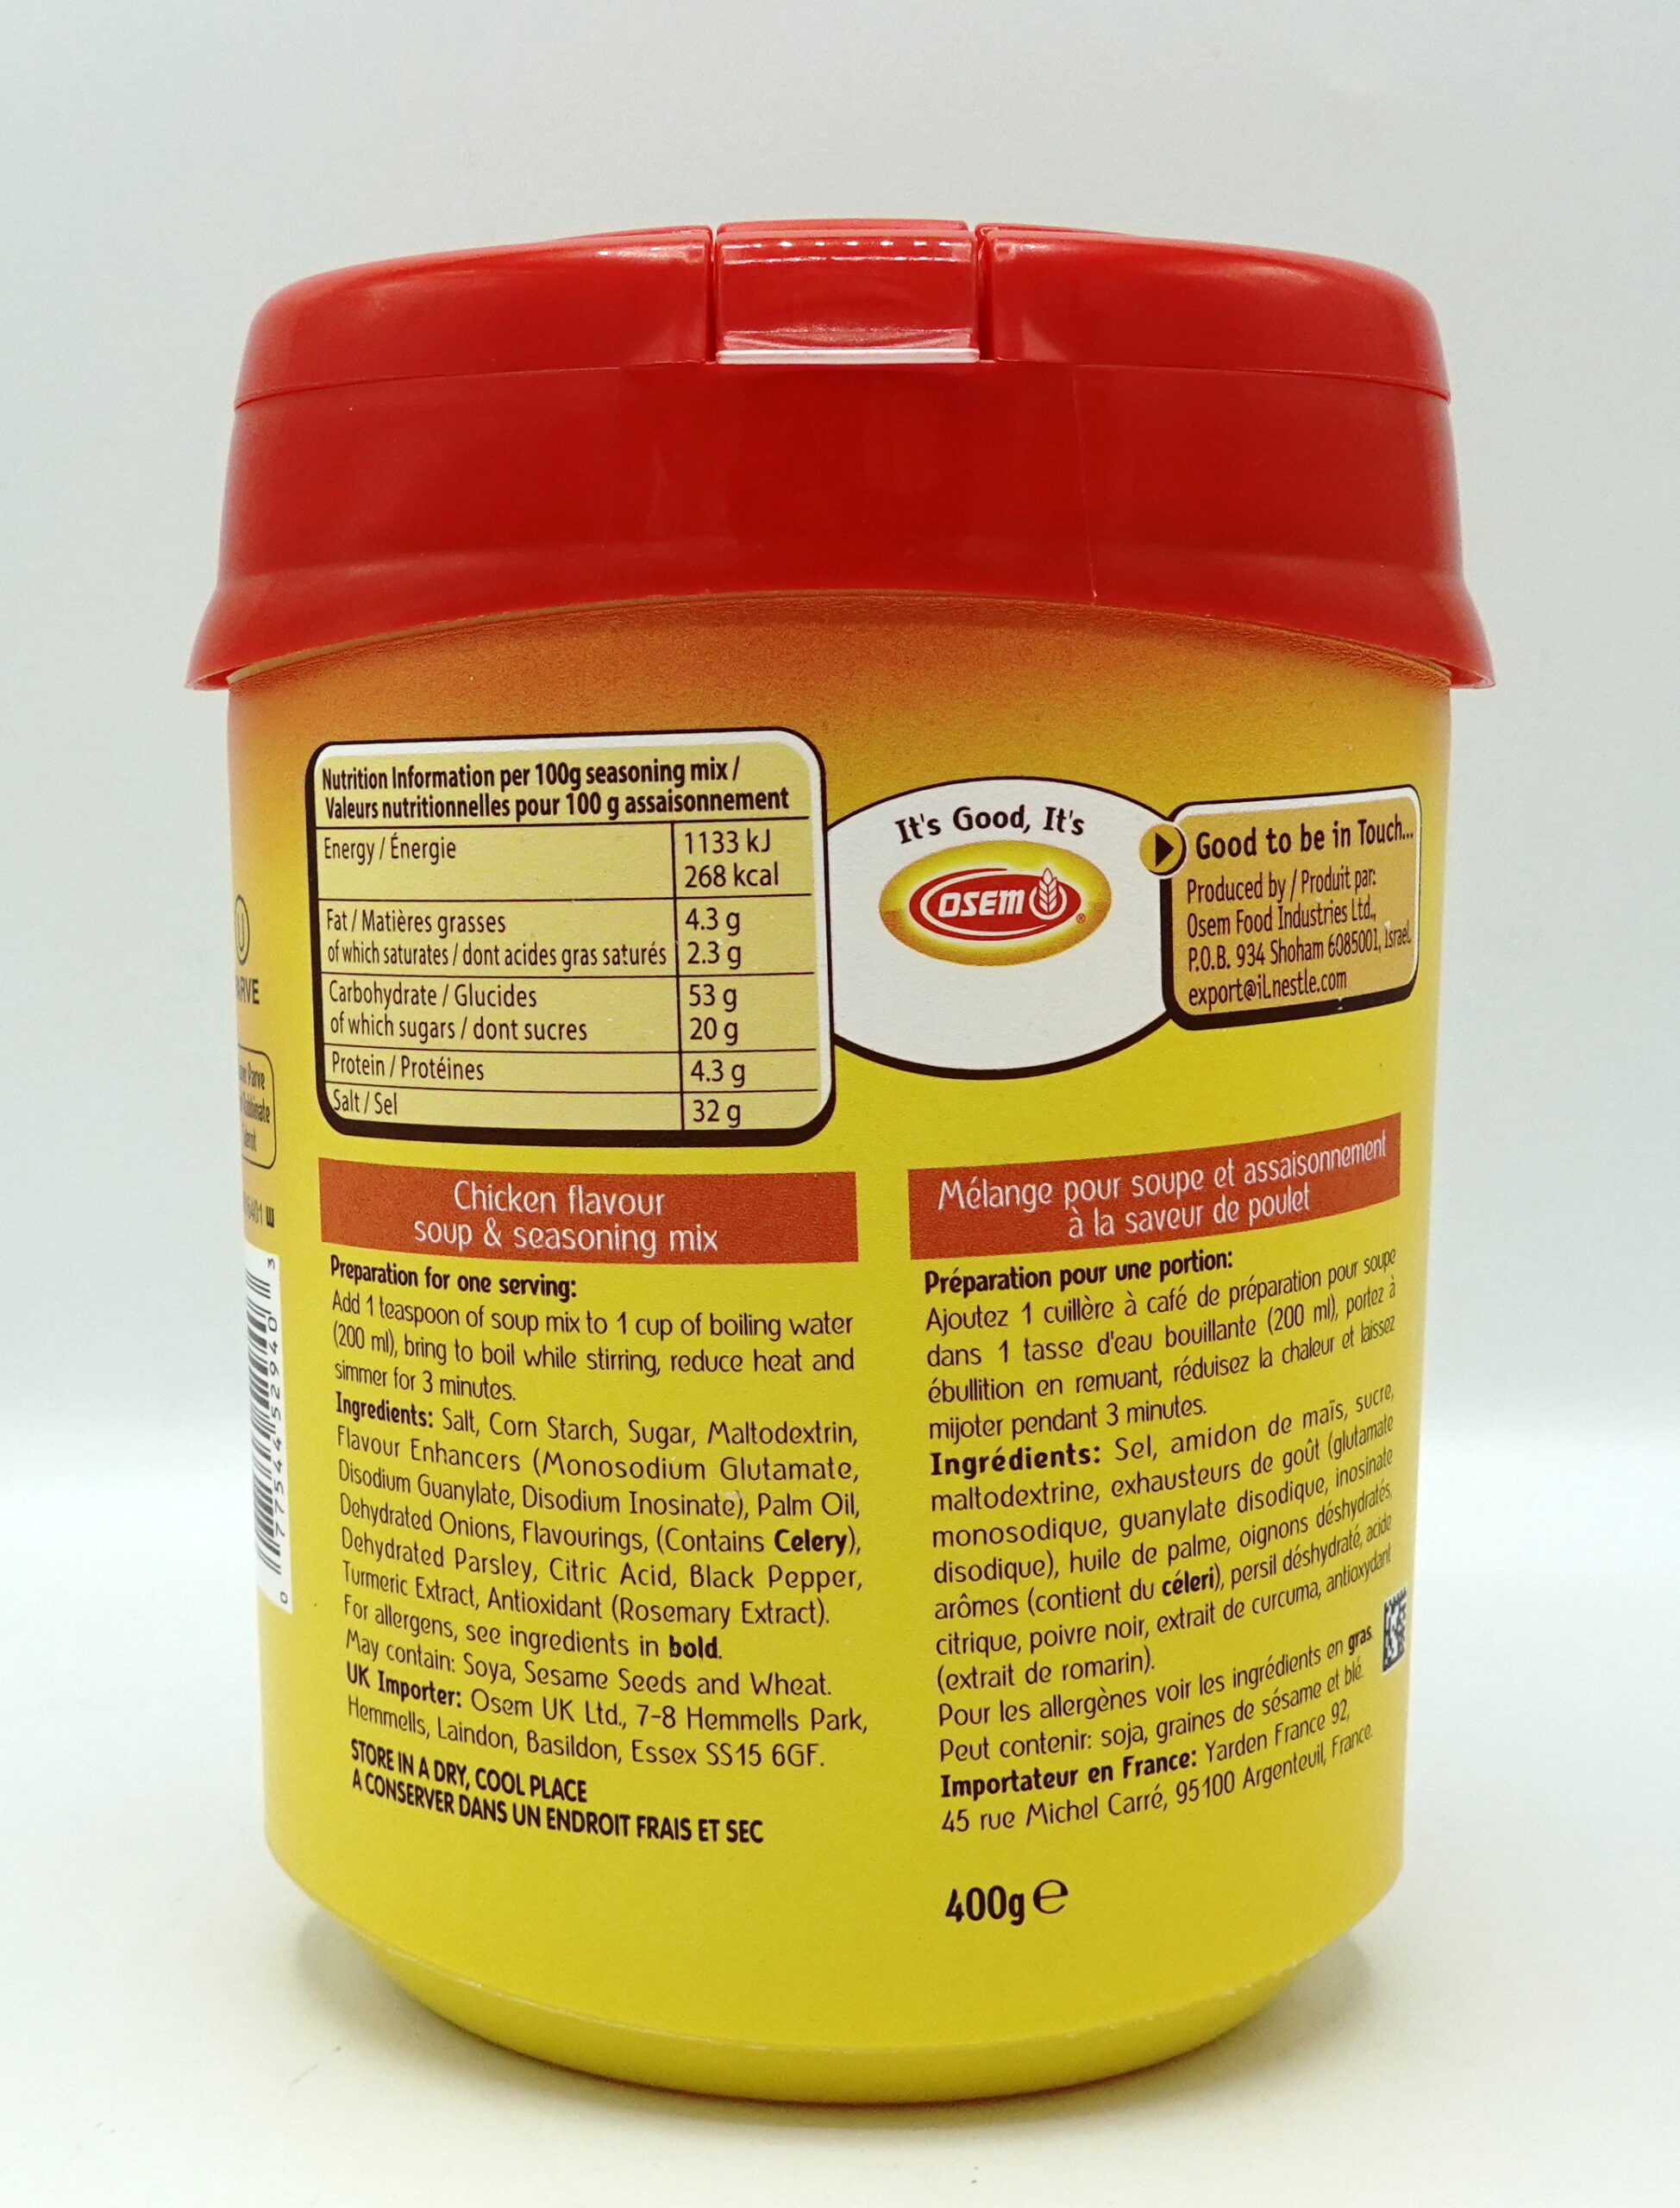 Nutrition Information per 100g seasoning mix /
Valeurs nutritionnelles pour 100 g assaisonnement
Energy / Énergie 1133 kJ
268 kcal
Fat / Matières grasses 4.3 g
of which saturates / dont acides gras saturés 2.3 g
Carbohydrate / Glucides 53 g
of which sugars / dont sucres 20 g
Protein / Protéines 4.3 g
Salt / Sel 32 g
It's Good, It's
OSEM ®
Good to be in Touch...
Produced by / Produit par:
Osem Food Industries Ltd.,
P.O.B. 934 Shoham 6085001, Israel.
export@il.nestle.com
U
Chicken flavour
soup & seasoning mix
Preparation for one serving:
Add 1 teaspoon of soup mix to 1 cup of boiling water
(200 ml), bring to boil while stirring, reduce heat and
simmer for 3 minutes.
Ingredients: Salt, Corn Starch, Sugar, Maltodextrin,
Flavour Enhancers (Monosodium Glutamate,
Disodium Guanylate, Disodium Inosinate), Palm Oil,
Dehydrated Onions, Flavourings, (Contains Celery),
Dehydrated Parsley, Citric Acid, Black Pepper,
Turmeric Extract, Antioxidant (Rosemary Extract).
For allergens, see ingredients in bold.
May contain: Soya, Sesame Seeds and Wheat.
UK Importer: Osem UK Ltd., 7-8 Hemmells Park,
Hemmells, Laindon, Basildon, Essex SS15 6GF.
STORE IN A DRY, COOL PLACE
A CONSERVER DANS UN ENDROIT FRAIS ET SEC
Mélange pour soupe et assaisonnement
à la saveur de poulet
Préparation pour une portion:
Ajoutez 1 cuillère à café de préparation pour soupe
dans 1 tasse d'eau bouillante (200 ml), portez à
ébullition en remuant, réduisez la chaleur et laissez
mijoter pendant 3 minutes.
Ingrédients: Sel, amidon de maïs, sucre,
maltodextrine, exhausteurs de goût (glutamate
monosodique, guanylate disodique, inosinate
disodique), huile de palme, oignons déshydratés,
arômes (contient du céleri), persil déshydraté, acide
citrique, poivre noir, extrait de curcuma, antioxydant
(extrait de romarin).
Pour les allergènes voir les ingrédients en gras.
Peut contenir: soja, graines de sésame et blé.
Importateur en France: Yarden France 92,
45 rue Michel Carré, 95100 Argenteuil, France.
400g e
0 77544 52940 3